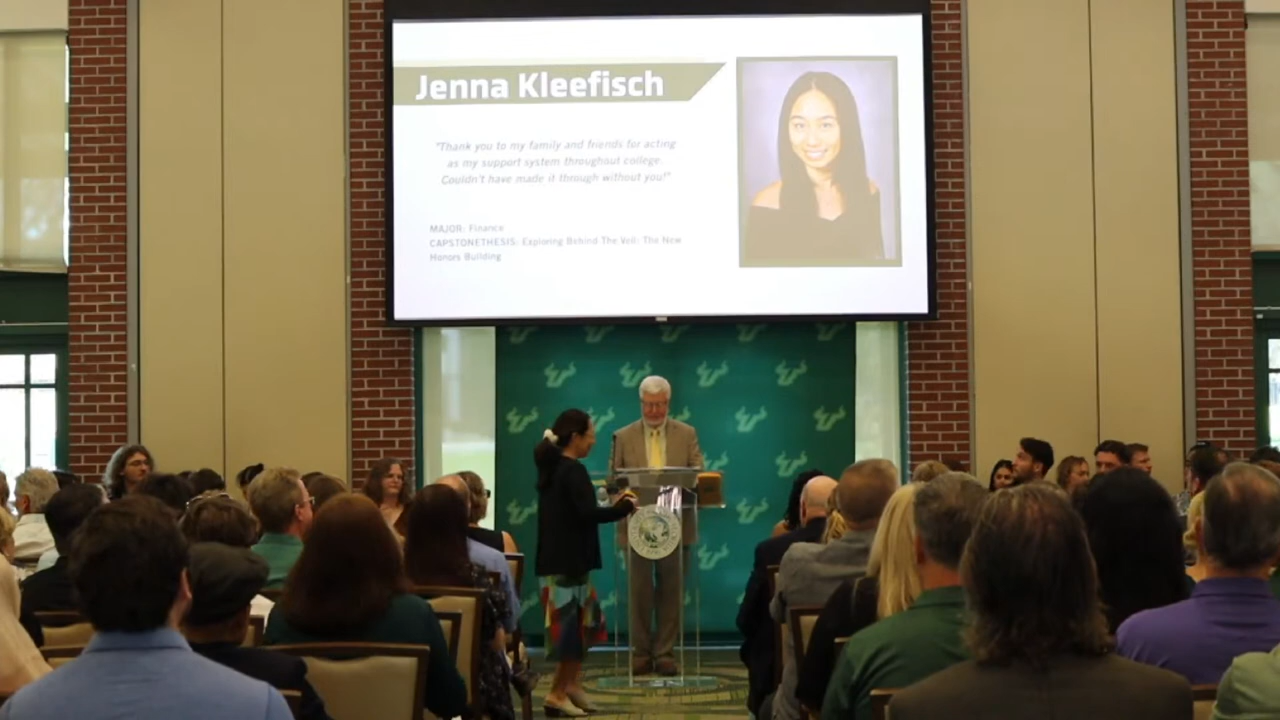 Jenna Kleefisch
"Thank you to my family and friends for acting
as my support system throughout college.
Couldn't have made it through without you!"
MAJOR: Finance
CAPSTONETHESIS: Exploring Behind The Veil: The New
Honors Building